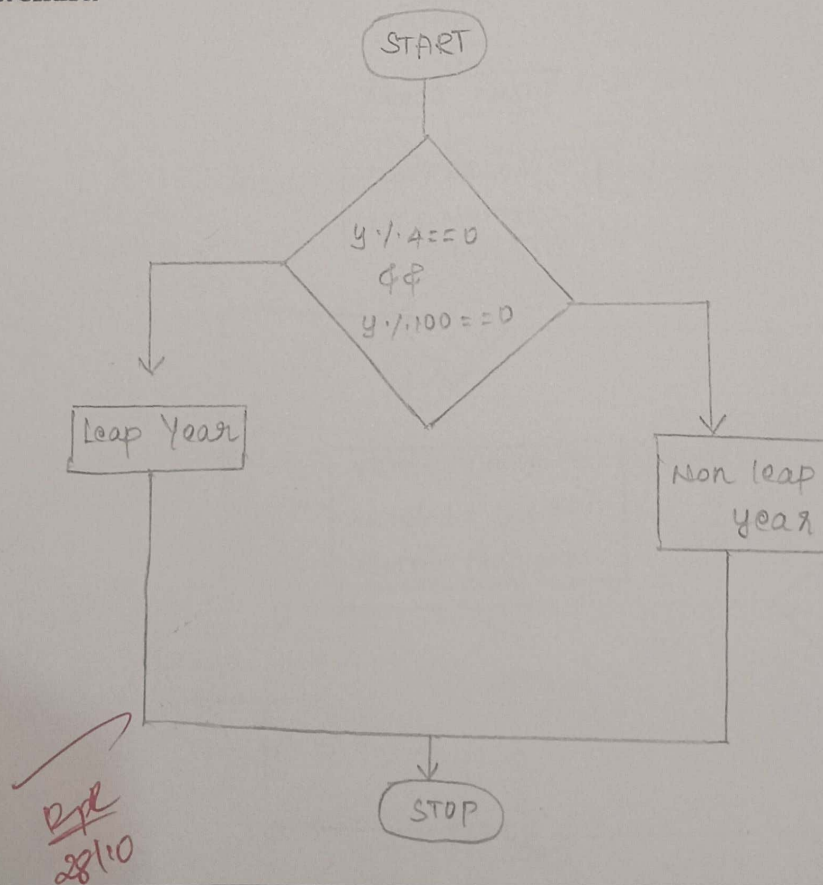 START
y%4==0
&&
y%100==0
Leap Year
Non leap
year
STOP
28/10